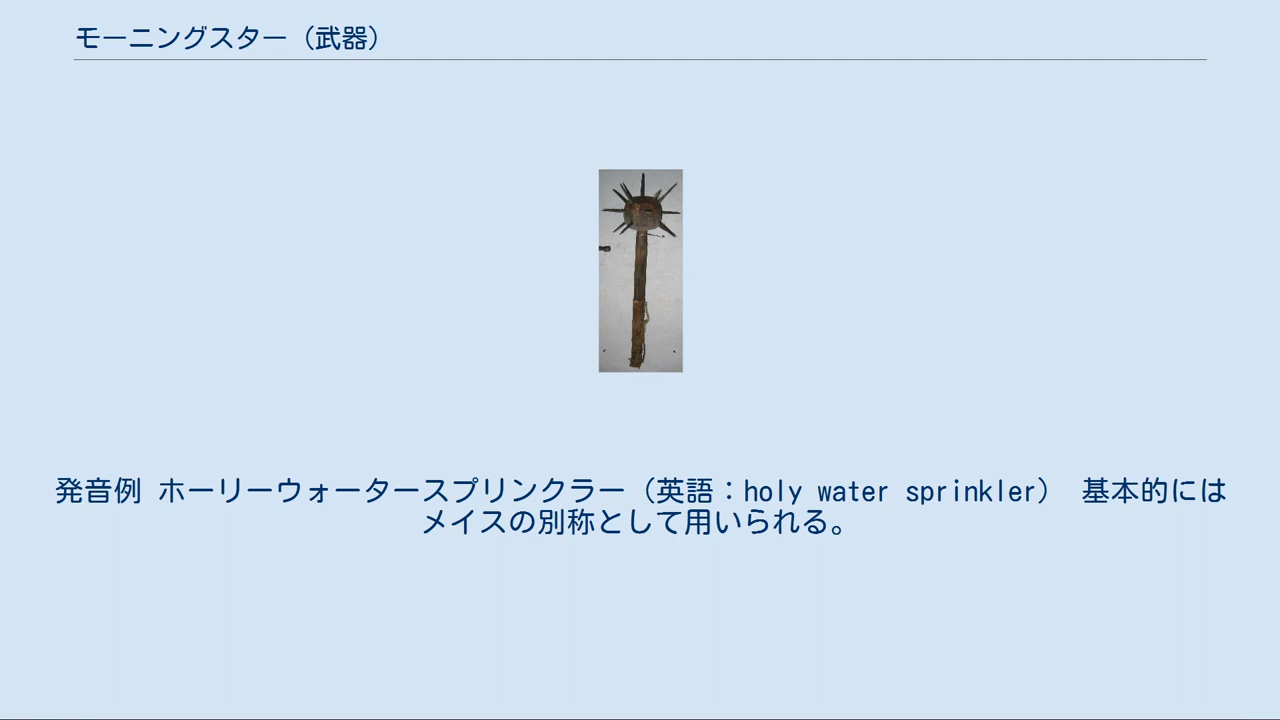 モーニングスター（武器）
発音例 ホーリーウォータースプリンクラー（英語：holy water sprinkler） 基本的には
メイスの別称として用いられる。